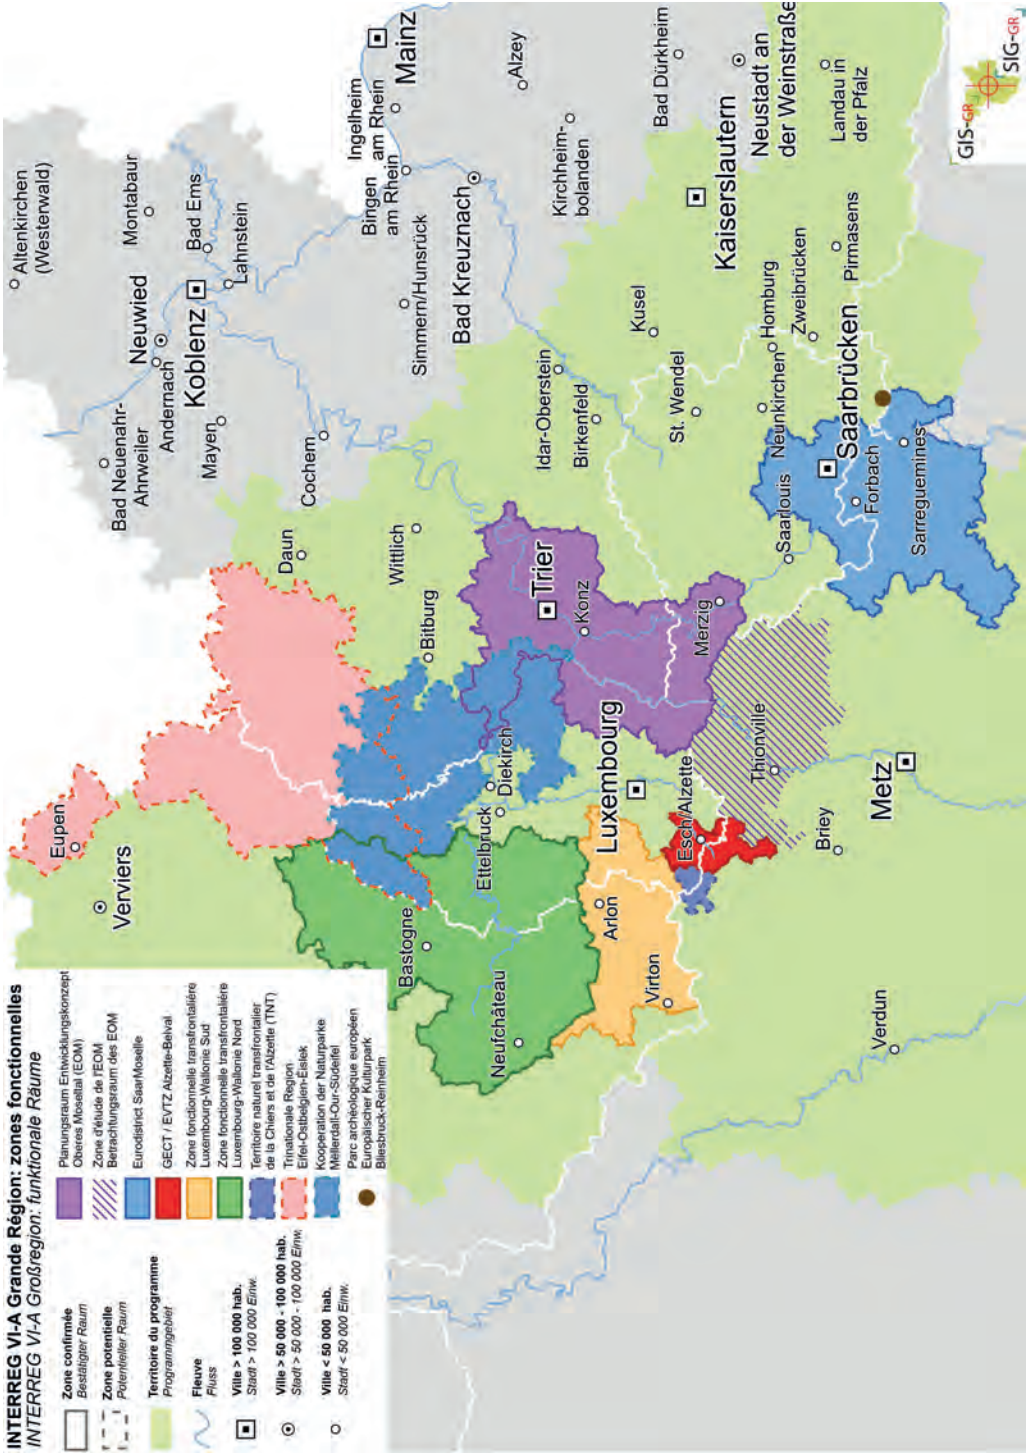 INTERREG VI-A Grande Région: zones fonctionnelles
INTERREG VI-A Großregion: funktionale Räume
Zone confirmée
Bestätigter Raum
Zone potentielle
Potentieller Raum
Territoire du programme
Programmgebiet
Fleuve
Fluss
Ville > 100 000 hab.
Stadt > 100 000 Einw.
Ville > 50 000 - 100 000 hab.
Stadt > 50 000 - 100 000 Einw.
Ville < 50 000 hab.
Stadt < 50 000 Einw.
Planungsraum Entwicklungskonzept
Oberes Moseltal (EOM)
Zone d'étude de l'EOM
Betrachtungsraum des EOM
Eurodistrict SaarMoselle
GECT / EVTZ Alzette-Belval
Zone fonctionnelle transfrontalière
Luxembourg-Wallonie Sud
Zone fonctionnelle transfrontalière
Luxembourg-Wallonie Nord
Territoire naturel transfrontalier
de la Chiers et de l'Alzette (TNT)
Trinationale Region
Eifel-Ostbelgien-Éislek
Kooperation der Naturparke
Mëllerdall-Our-Südeifel
Parc archéologique européen
Europäischer Kulturpark
Bliesbruck-Reinheim
Verviers
Eupen
Bastogne
Neufchâteau
Arlon
Virton
Verdun
Ettelbruck
Diekirch
Luxembourg
Esch/Alzette
Briey
Thionville
Metz
Daun
Wittlich
Bitburg
Trier
Konz
Merzig
Saarlouis
Saarbrücken
Forbach
Sarreguemines
Altenkirchen
(Westerwald)
Montabaur
Bad Ems
Lahnstein
Neuwied
Koblenz
Andernach
Bad Neuenahr-
Ahrweiler
Mayen
Cochem
Simmern/Hunsrück
Bad Kreuznach
Idar-Oberstein
Birkenfeld
Kusel
St. Wendel
Neunkirchen
Homburg
Zweibrücken
Pirmasens
Kaiserslautern
Mainz
Ingelheim
am Rhein
Bingen
am Rhein
Alzey
Kirchheim-
bolanden
Bad Dürkheim
Neustadt an
der Weinstraße
Landau in
der Pfalz
GIS-GR
SIG-GR